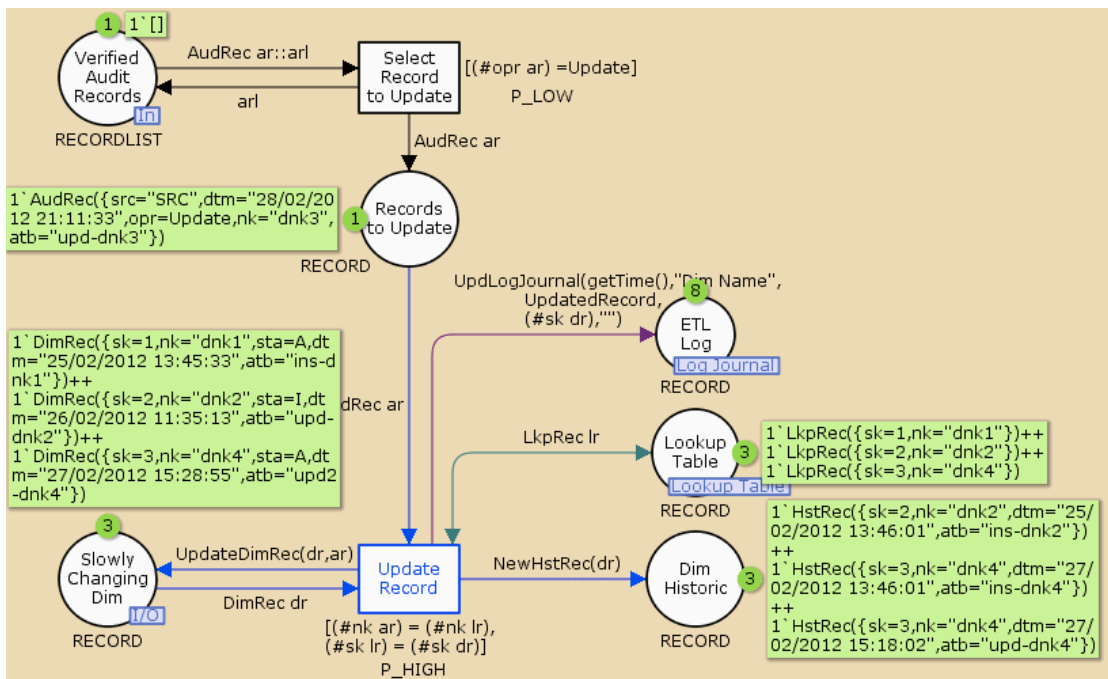 1
1`[]
Verified
Audit
Records
In
RECORDLIST
AudRec ar::arl
arl
Select
Record
to Update
[(#opr ar) =Update]
P_LOW
AudRec ar
1`AudRec({src="SRC",dtm="28/02/20
12 21:11:33",opr=Update,nk="dnk3",
atb="upd-dnk3"})
1
Records
to Update
RECORD
UpdLogJournal(getTime(),"Dim Name",
UpdatedRecord,
(#sk dr),"")
8
ETL
Log
Log Journal
RECORD
1`DimRec({sk=1,nk="dnk1",sta=A,dt
m="25/02/2012 13:45:33",atb="ins-d
nk1"})++
1`DimRec({sk=2,nk="dnk2",sta=I,dt
m="26/02/2012 11:35:13",atb="upd-
dnk2"})++
1`DimRec({sk=3,nk="dnk4",sta=A,dt
m="27/02/2012 15:28:55",atb="upd2
-dnk4"})
dRec ar
LkpRec lr
Lookup
Table
3
Lookup Table
RECORD
1`LkpRec({sk=1,nk="dnk1"})++
1`LkpRec({sk=2,nk="dnk2"})++
1`LkpRec({sk=3,nk="dnk4"})
3
Slowly
Changing
Dim
I/O
RECORD
UpdateDimRec(dr,ar)
DimRec dr
Update
Record
[(#nk ar) = (#nk lr),
(#sk lr) = (#sk dr)]
P_HIGH
NewHstRec(dr)
Dim
Historic
3
RECORD
1`HstRec({sk=2,nk="dnk2",dtm="25/
02/2012 13:46:01",atb="ins-dnk2"})
++
1`HstRec({sk=3,nk="dnk4",dtm="27/
02/2012 13:46:01",atb="ins-dnk4"})
++
1`HstRec({sk=3,nk="dnk4",dtm="27/
02/2012 15:18:02",atb="upd-dnk4"})